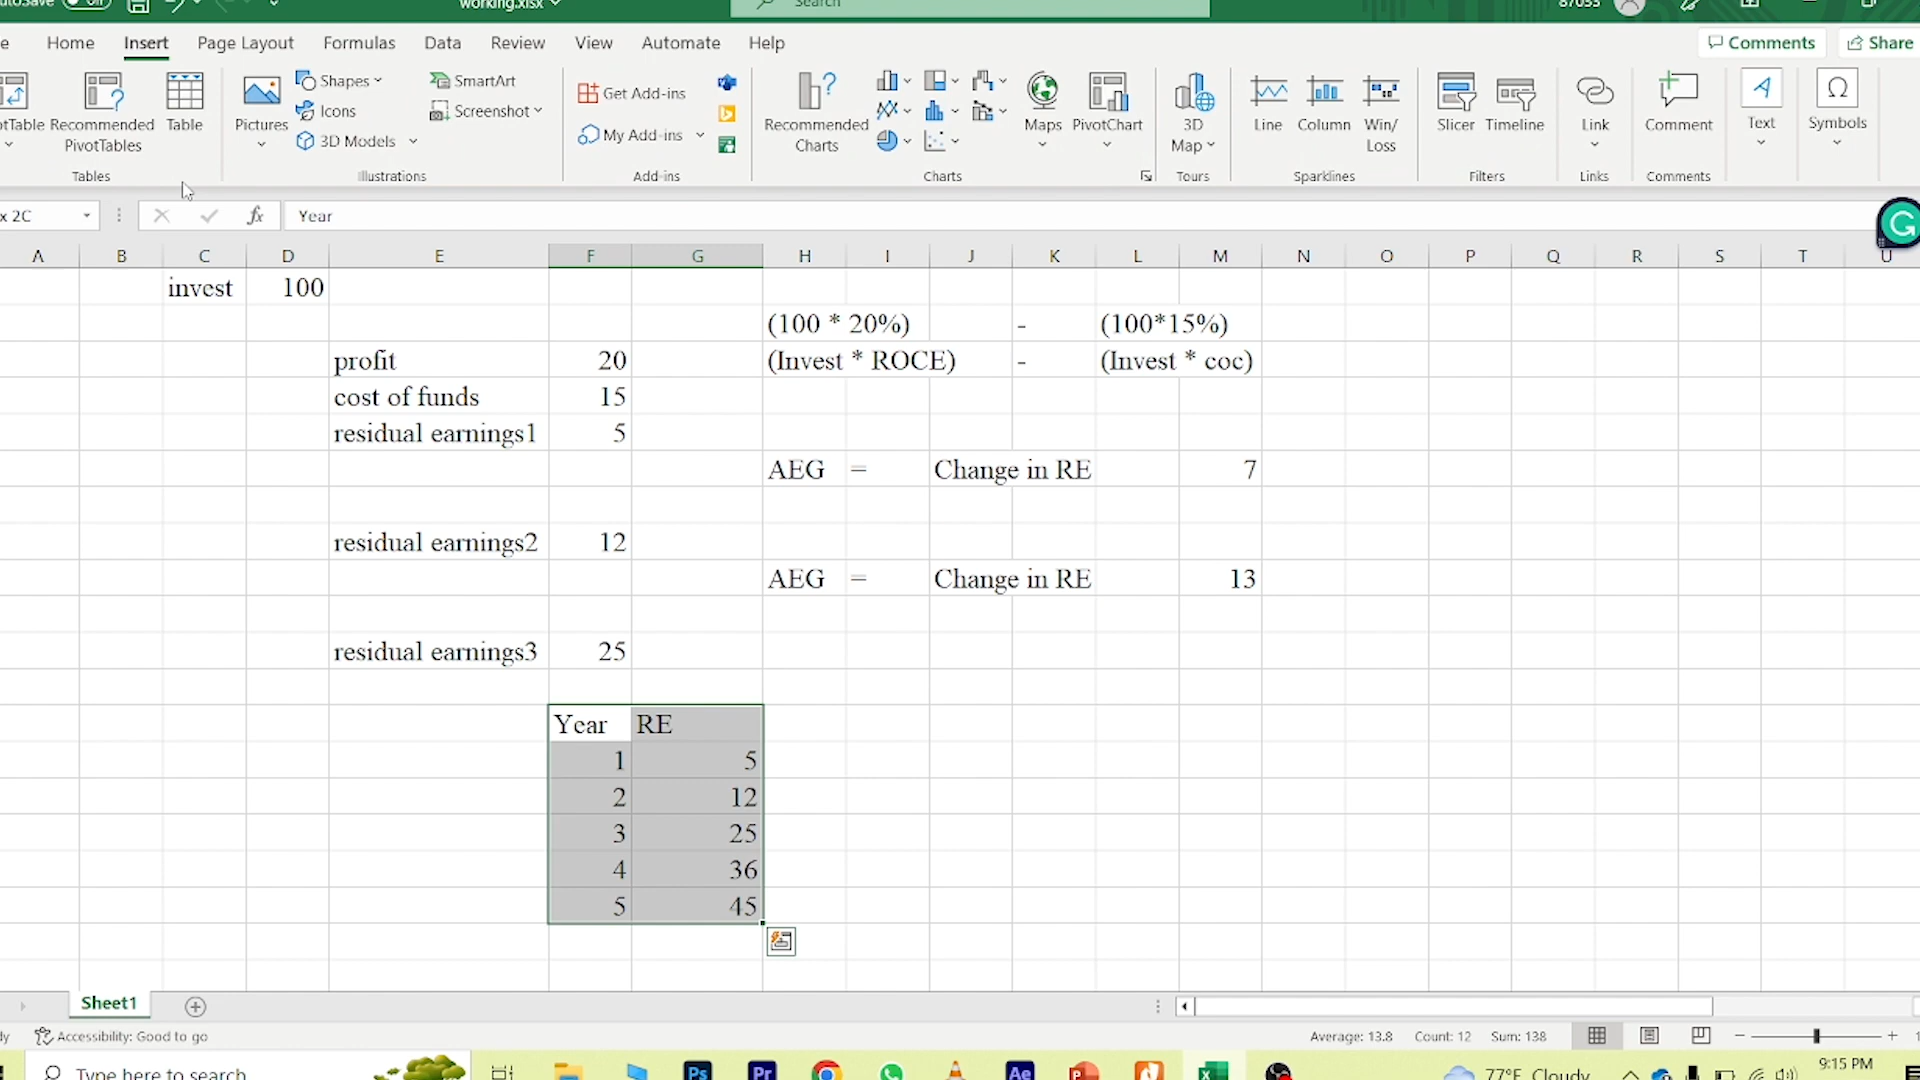 working.xlsx
Search
87033
Home Insert Page Layout Formulas Data Review View Automate Help Comments Share
Recommended PivotTables
Table
Tables
Pictures
Shapes
Icons
3D Models
SmartArt
Screenshot
Illustrations
Get Add-ins
My Add-ins
Add-ins
Recommended Charts
Maps
PivotChart
Charts
3D Map
Tours
Line
Column
Win/Loss
Sparklines
Slicer
Timeline
Filters
Link
Links
Comment
Comments
Text
Symbols
x 2C fx Year
A B C D E F G H I J K L M N O P Q R S T U
invest 100
(100 * 20%) - (100*15%)
profit 20 (Invest * ROCE) - (Invest * coc)
cost of funds 15
residual earnings1 5
AEG = Change in RE 7
residual earnings2 12
AEG = Change in RE 13
residual earnings3 25
Year RE
1 5
2 12
3 25
4 36
5 45
Sheet1
Accessibility: Good to go Average: 13.8 Count: 12 Sum: 138
Type here to search Ps Pr Ae 77°F Cloudy 9:15 PM